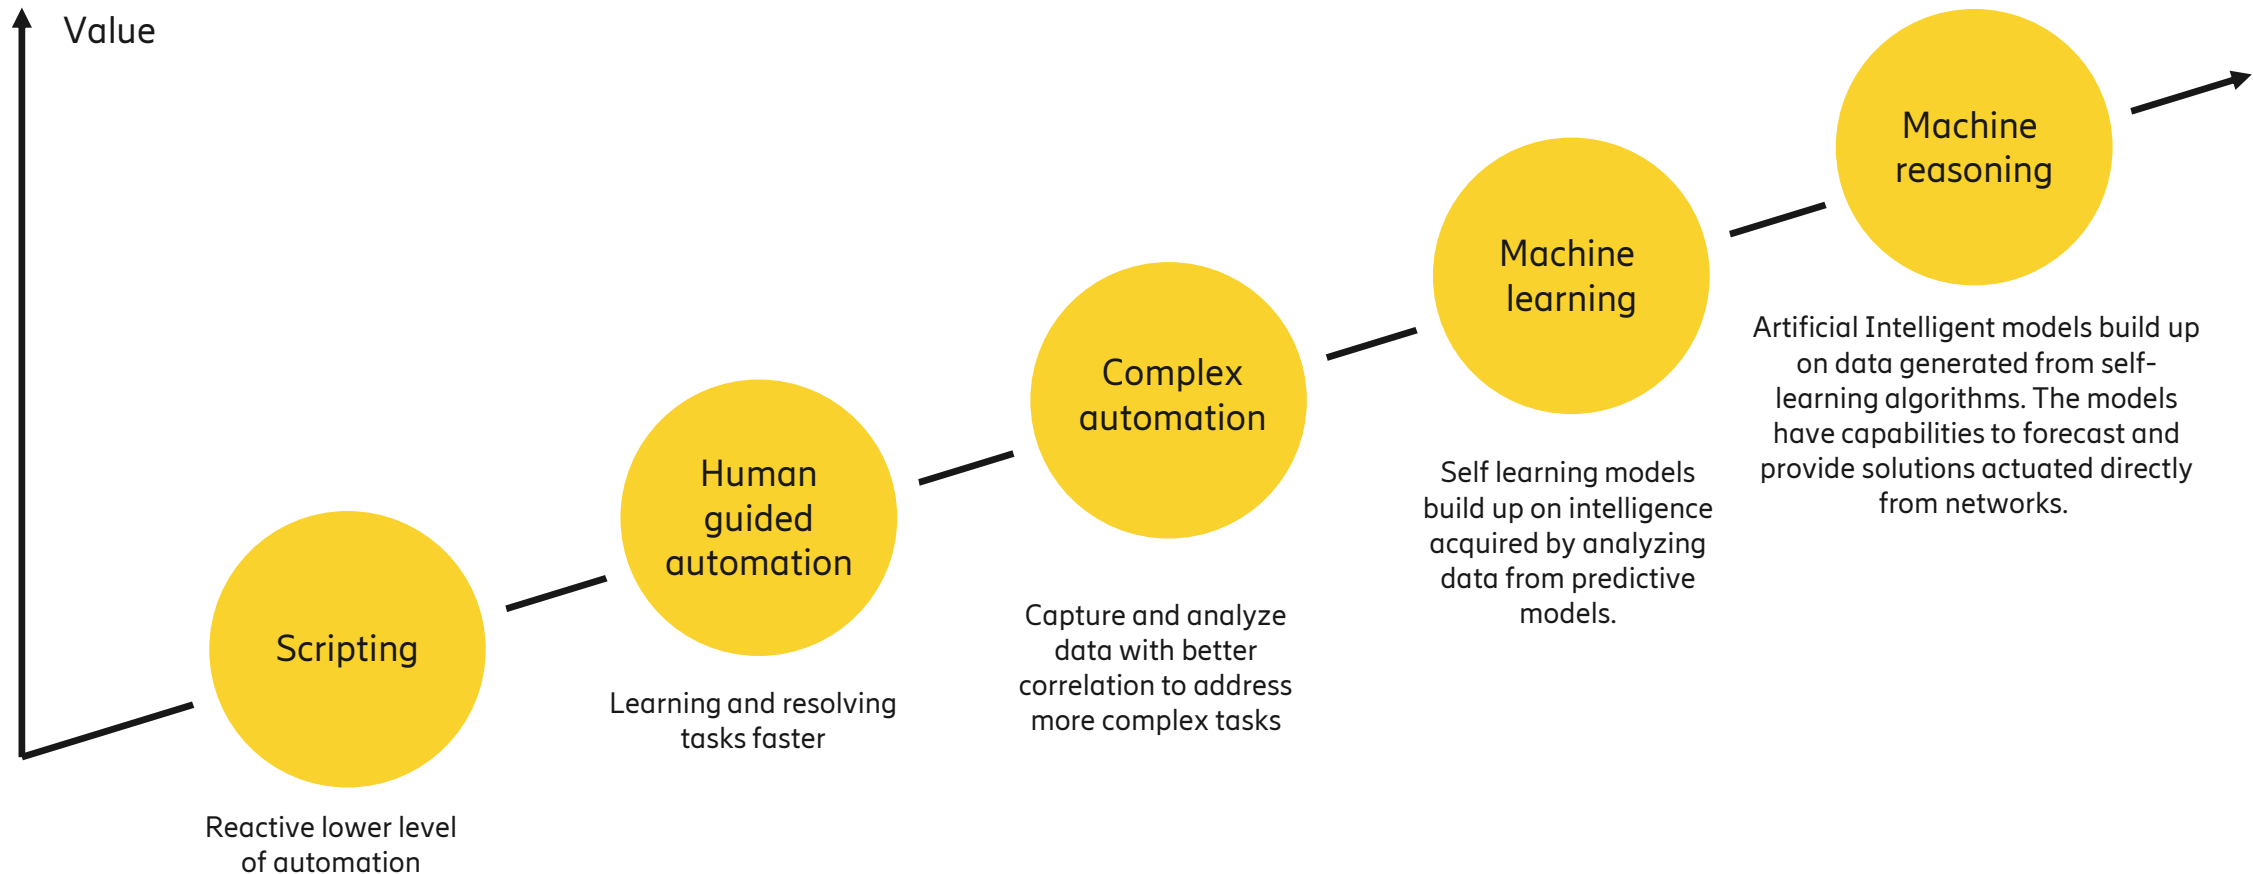 Value
Scripting
Reactive lower level
of automation
Human
guided
automation
Learning and resolving
tasks faster
Complex
automation
Capture and analyze
data with better
correlation to address
more complex tasks
Machine
learning
Self learning models
build up on intelligence
acquired by analyzing
data from predictive
models.
Machine
reasoning
Artificial Intelligent models build up
on data generated from self-
learning algorithms. The models
have capabilities to forecast and
provide solutions actuated directly
from networks.